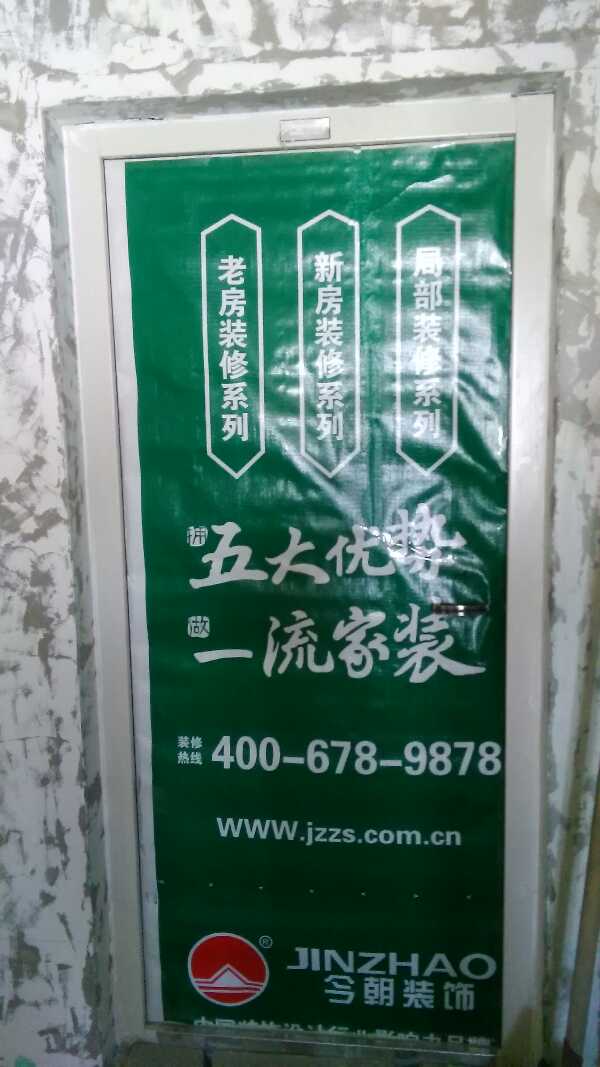 老房装修系列
新房装修系列
局部装修系列
拥 五大优势
做 一流家装
装修热线 400-678-9878
www.jzzs.com.cn
® JINZHAO
今朝装饰